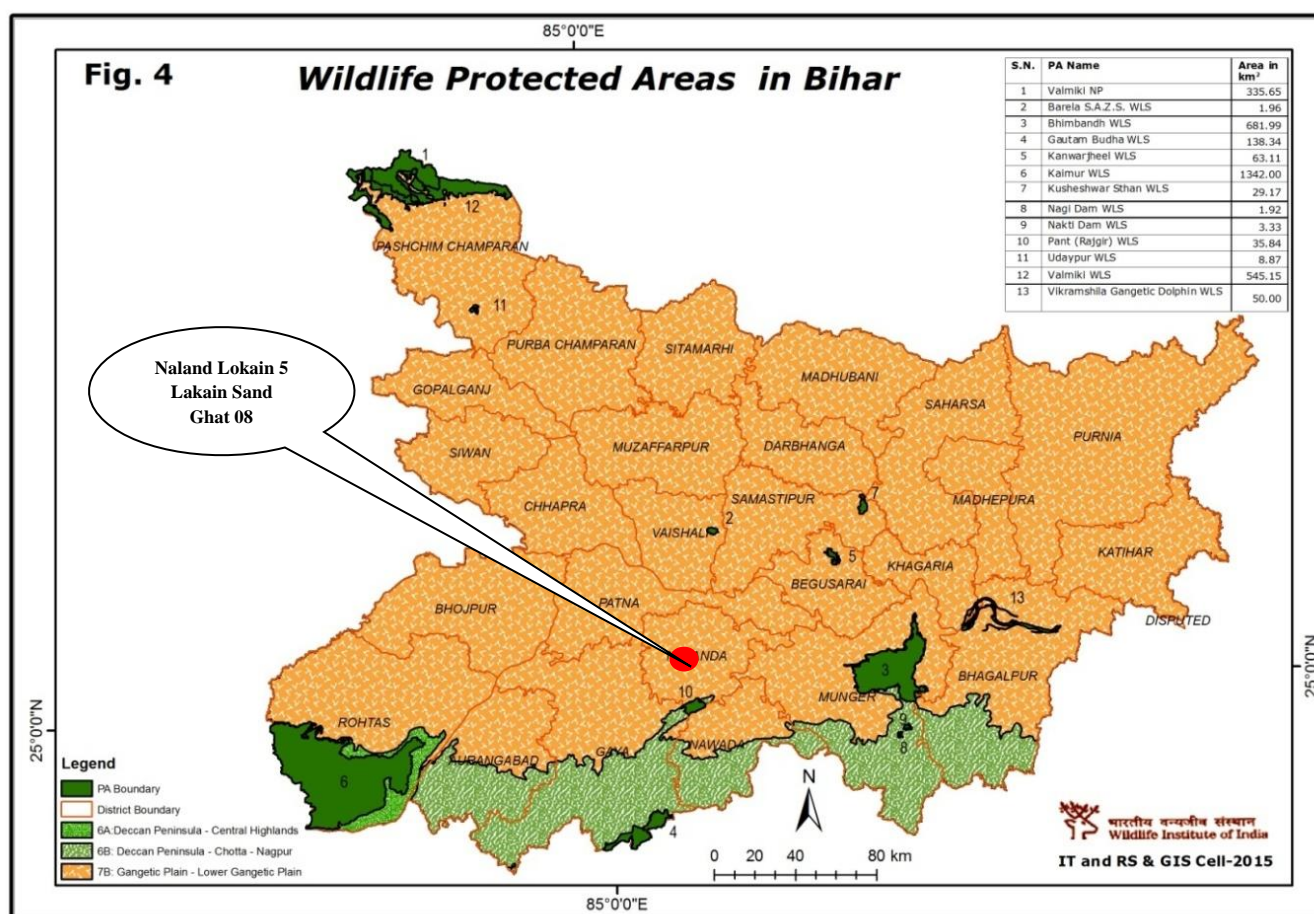 85°0'0"E
Fig. 4
Wildlife Protected Areas in Bihar
S.N. PA Name Area in km²
1 Valmiki NP 335.65
2 Barela S.A.Z.S. WLS 1.96
3 Bhimbandh WLS 681.99
4 Gautam Budha WLS 138.34
5 Kanwarjheel WLS 63.11
6 Kaimur WLS 1342.00
7 Kusheshwar Sthan WLS 29.17
8 Nagi Dam WLS 1.92
9 Nakti Dam WLS 3.33
10 Pant (Rajgir) WLS 35.84
11 Udaypur WLS 8.87
12 Valmiki WLS 545.15
13 Vikramshila Gangetic Dolphin WLS 50.00
1
12
PASHCHIM CHAMPARAN
11
PURBA CHAMPARAN
SITAMARHI
MADHUBANI
GOPALGANJ
SAHARSA
Naland Lokain 5
Lakain Sand
Ghat 08
PURNIA
SIWAN
MUZAFFARPUR
DARBHANGA
CHHAPRA
SAMASTIPUR
7
MADHEPURA
VAISHALI
2
5
KATIHAR
KHAGARIA
BEGUSARAI
BHOJPUR
PATNA
13
DISPUTED
ANDA
3
BHAGALPUR
25°0'0"N
10
MUNGER
ROHTAS
9
25°0'0"N
GAYA
NAWADA
8
AURANGABAD
6
4
Legend
PA Boundary
District Boundary
6A:Deccan Peninsula - Central Highlands
6B: Deccan Peninsula - Chotta - Nagpur
7B: Gangetic Plain - Lower Gangetic Plain
N
0 20 40 80 km
भारतीय वन्यजीव संस्थान
Wildlife Institute of India
IT and RS & GIS Cell-2015
85°0'0"E